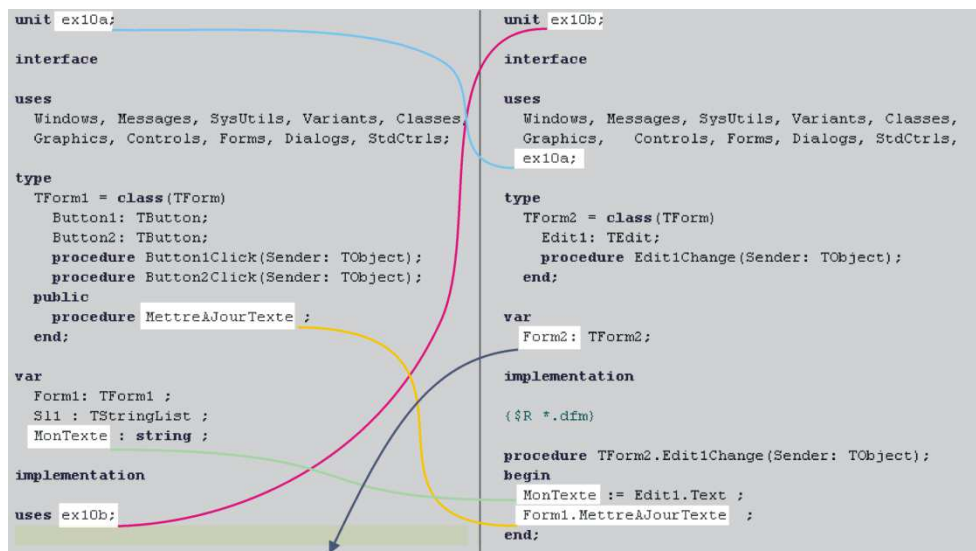 unit ex10a;
interface
uses
Windows, Messages, SysUtils, Variants, Classes,
Graphics, Controls, Forms, Dialogs, StdCtrls;
type
TForm1 = class(TForm)
Button1: TButton;
Button2: TButton;
procedure Button1Click(Sender: TObject);
procedure Button2Click(Sender: TObject);
public
procedure MettreAJourTexte ;
end;
var
Form1: TForm1 ;
Sl1 : TStringList ;
MonTexte : string ;
implementation
uses ex10b;
unit ex10b;
interface
uses
Windows, Messages, SysUtils, Variants, Classes,
Graphics, Controls, Forms, Dialogs, StdCtrls,
ex10a;
type
TForm2 = class(TForm)
Edit1: TEdit;
procedure Edit1Change(Sender: TObject);
end;
var
Form2: TForm2;
implementation
{$R *.dfm}
procedure TForm2.Edit1Change(Sender: TObject);
begin
MonTexte := Edit1.Text ;
Form1.MettreAJourTexte ;
end;